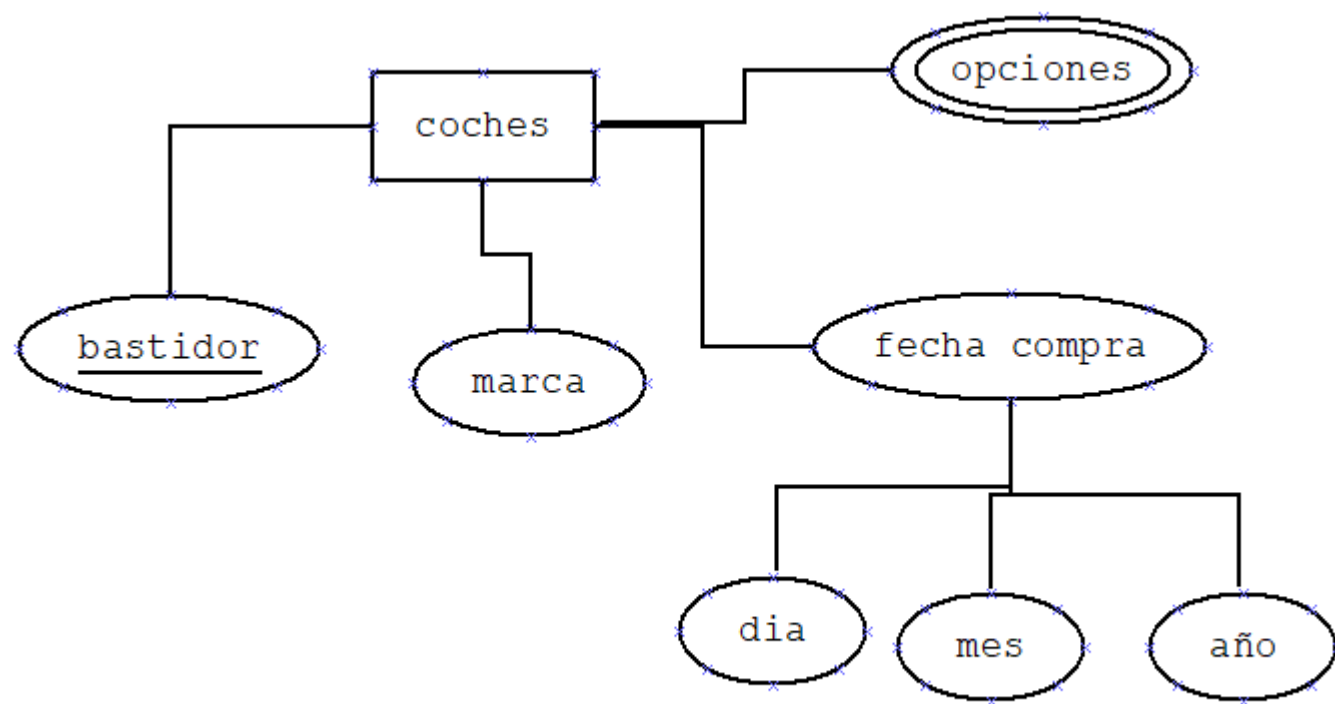 opciones
coches
bastidor
marca
fecha compra
dia
mes
año